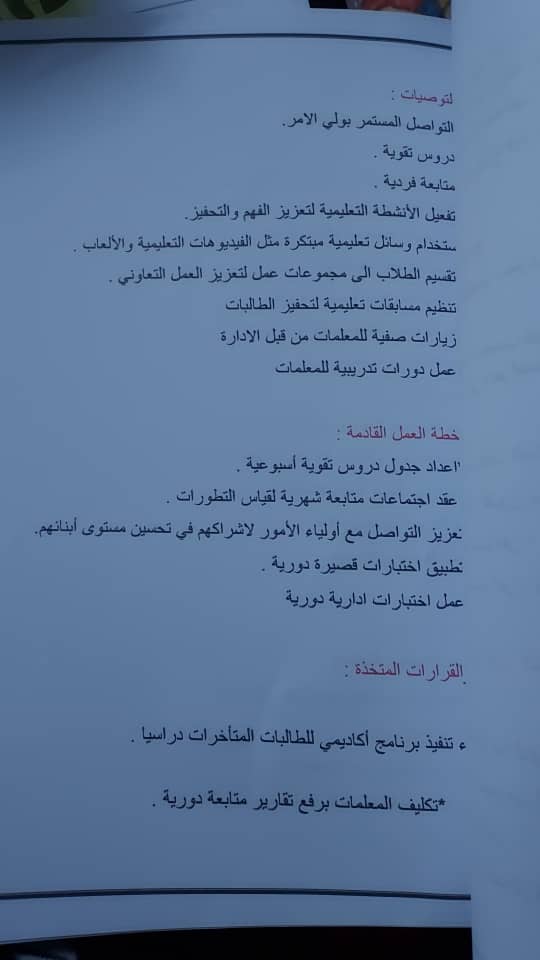 لتوصيات :
التواصل المستمر بولي الامر.
دروس تقوية .
متابعة فردية .
تفعيل الأنشطة التعليمية لتعزيز الفهم والتحفيز.
ستخدام وسائل تعليمية مبتكرة مثل الفيديوهات التعليمية والألعاب .
تقسيم الطلاب الى مجموعات عمل لتعزيز العمل التعاوني .
تنظيم مسابقات تعليمية لتحفيز الطالبات
زيارات صفية للمعلمات من قبل الادارة
عمل دورات تدريبية للمعلمات
خطة العمل القادمة :
اعداد جدول دروس تقوية أسبوعية .
عقد اجتماعات متابعة شهرية لقياس التطورات .
تعزيز التواصل مع أولياء الأمور لاشراكهم في تحسين مستوى أبنائهم.
تطبيق اختبارات قصيرة دورية .
عمل اختبارات ادارية دورية
القرارات المتخذة :
ء تنفيذ برنامج أكاديمي للطالبات المتأخرات دراسيا .
*تكليف المعلمات برفع تقارير متابعة دورية .